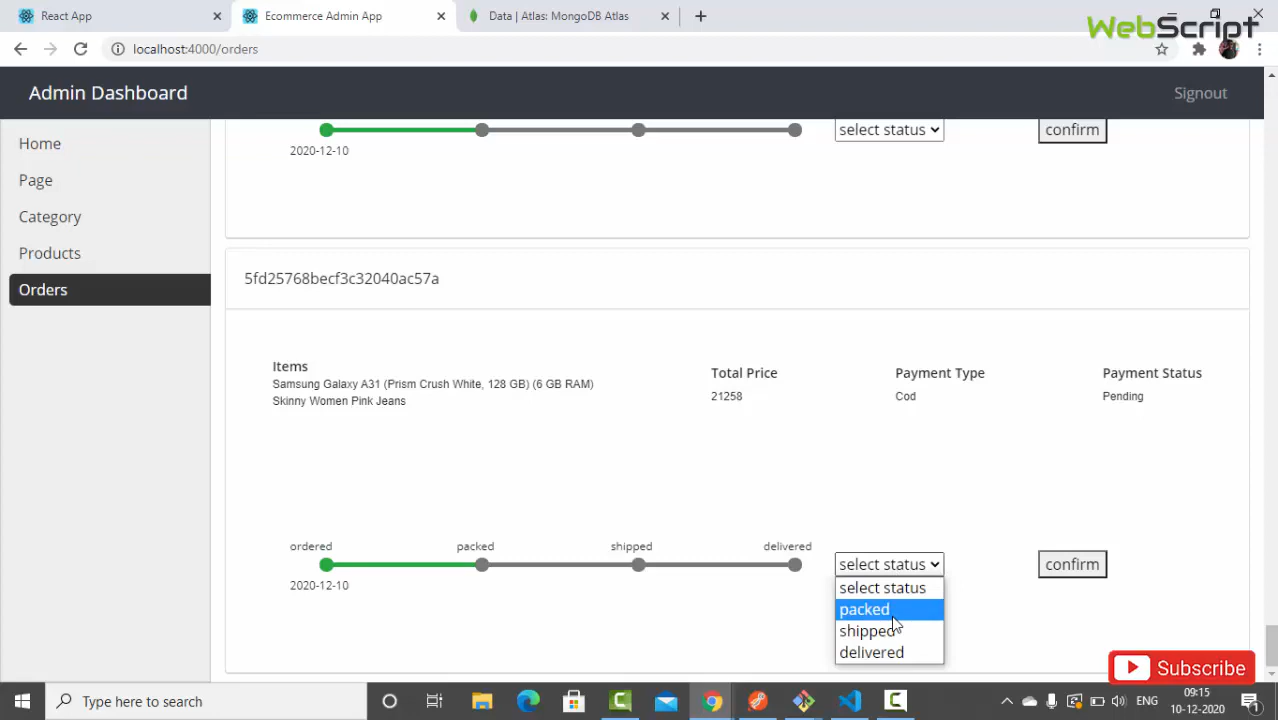 React App
Ecommerce Admin App
Data | Atlas: MongoDB Atlas
WebScript
localhost:4000/orders
Admin Dashboard
Signout
Home
Page
Category
Products
Orders
select status
confirm
2020-12-10
5fd25768becf3c32040ac57a
Items
Samsung Galaxy A31 (Prism Crush White, 128 GB) (6 GB RAM)
Skinny Women Pink Jeans
Total Price
21258
Payment Type
Cod
Payment Status
Pending
ordered
packed
shipped
delivered
2020-12-10
select status
confirm
select status
packed
shipped
delivered
Subscribe
Type here to search
ENG
09:15
10-12-2020
1